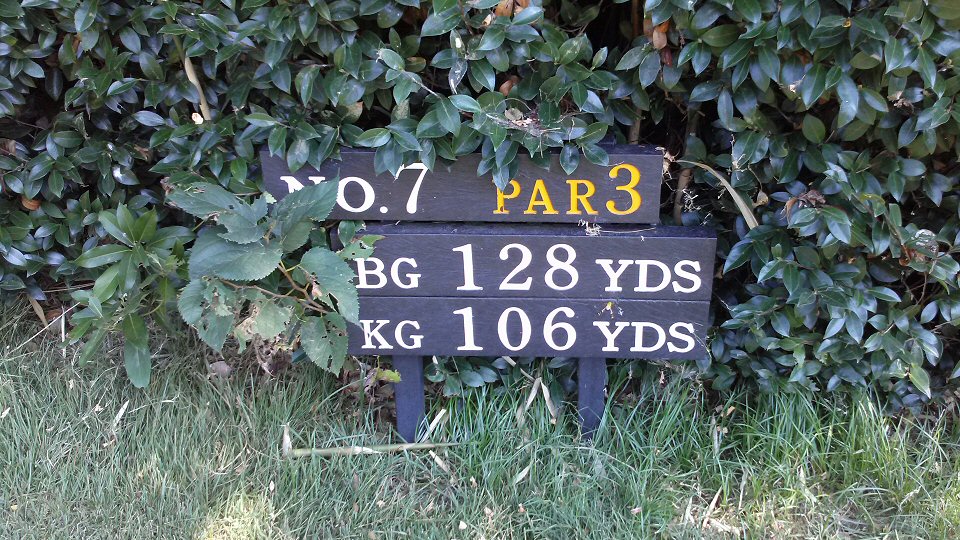 NO.7 PAR3
BG 128 YDS
KG 106 YDS